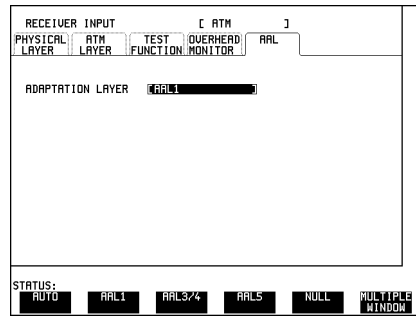 RECEIVER INPUT [ ATM ]
PHYSICAL LAYER ATM LAYER TEST FUNCTION OVERHEAD MONITOR AAL
ADAPTATION LAYER [AAL1 ]
STATUS:
AUTO AAL1 AAL3/4 AAL5 NULL MULTIPLE WINDOW